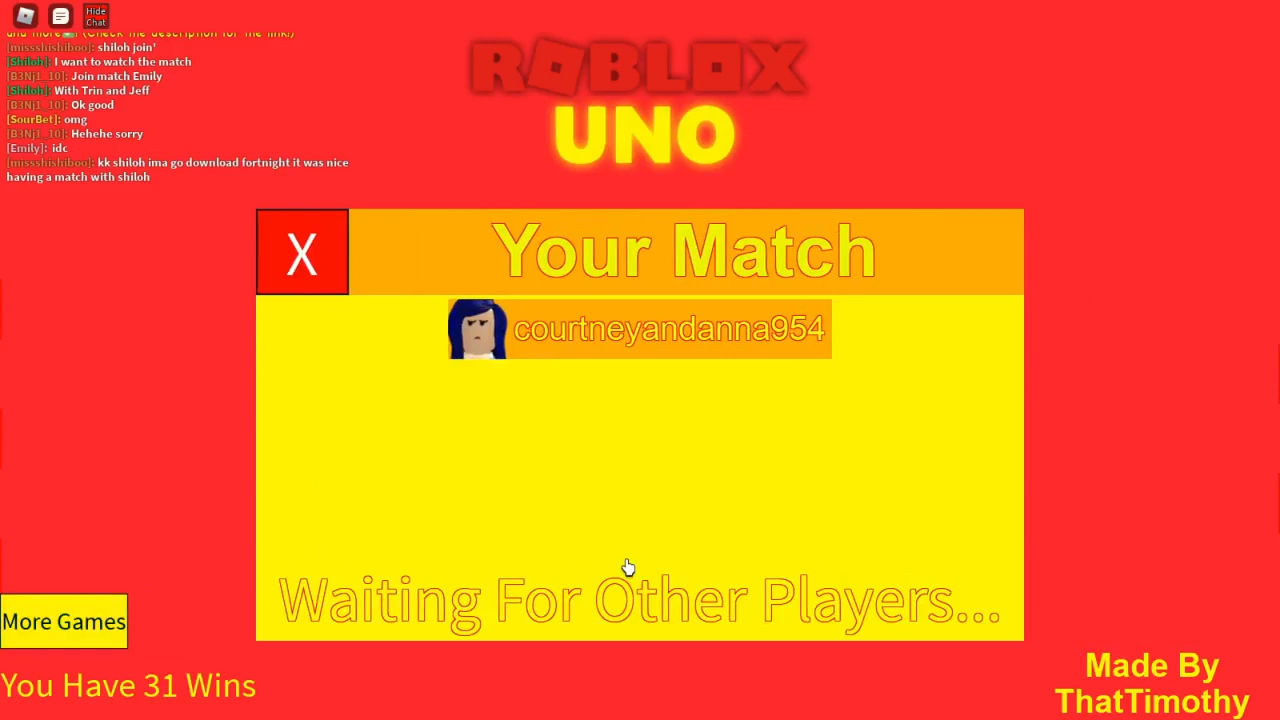 Hide
Chat
and more! (Check the description for the link!)
[missshishiboo]: shiloh join'
[Shiloh]: I want to watch the match
[B3Nj1_10]: Join match Emily
[Shiloh]: With Trin and Jeff
[B3Nj1_10]: Ok good
[SourBet]: omg
[B3Nj1_10]: Hehehe sorry
[Emily]: idc
[missshishiboo]: kk shiloh ima go download fortnight it was nice
having a match with shiloh
ROBLOX
UNO
X
Your Match
courtneyandanna954
Waiting For Other Players...
More Games
You Have 31 Wins
Made By
ThatTimothy